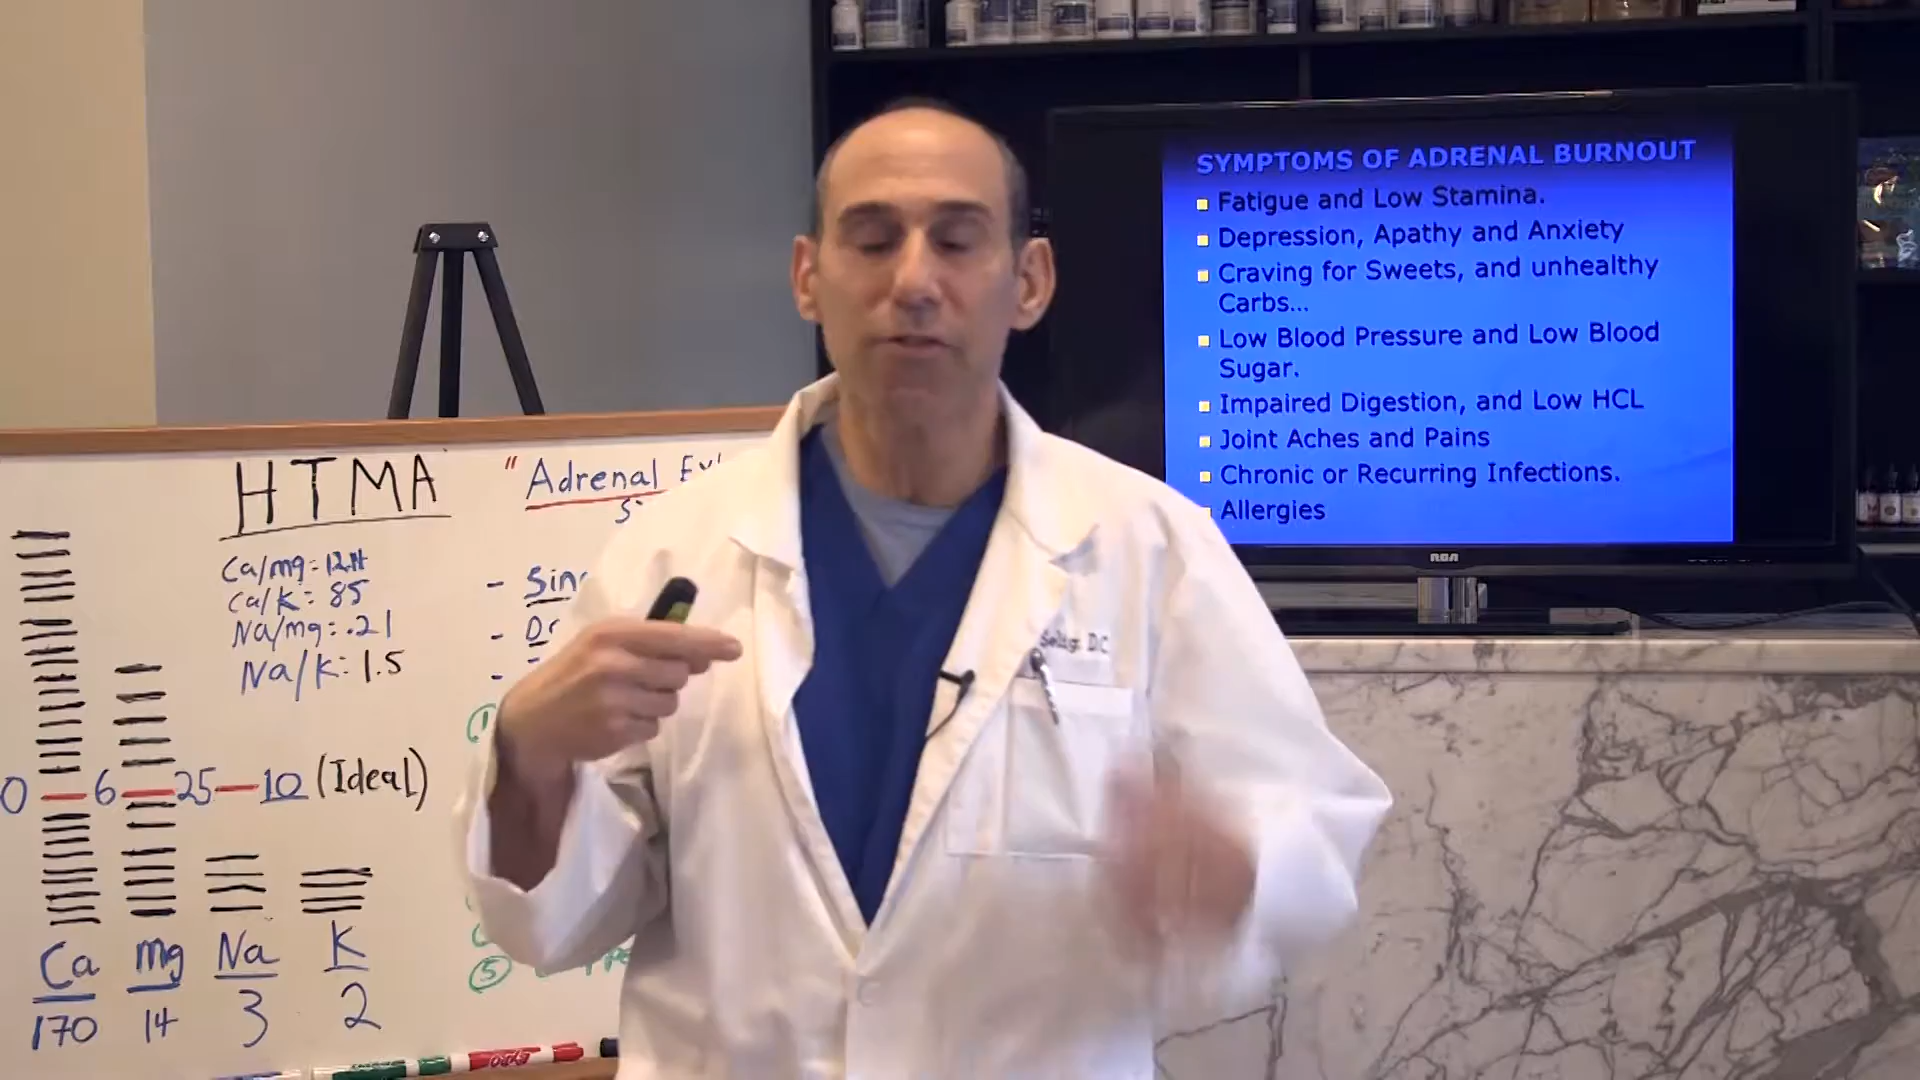 HTMA
Ca/mg:
Ca/K: 85
Na/mg: .21
Na/K: 1.5
0 — 6 — 25 — 10 (Ideal)
Ca mg Na K
170 14 3 2
"Adrenal
-
-
-
①
⑤
SYMPTOMS OF ADRENAL BURNOUT
Fatigue and Low Stamina.
Depression, Apathy and Anxiety
Craving for Sweets, and unhealthy
Carbs...
Low Blood Pressure and Low Blood
Sugar.
Impaired Digestion, and Low HCL
Joint Aches and Pains
Chronic or Recurring Infections.
Allergies
RCA
D.C
EXPO